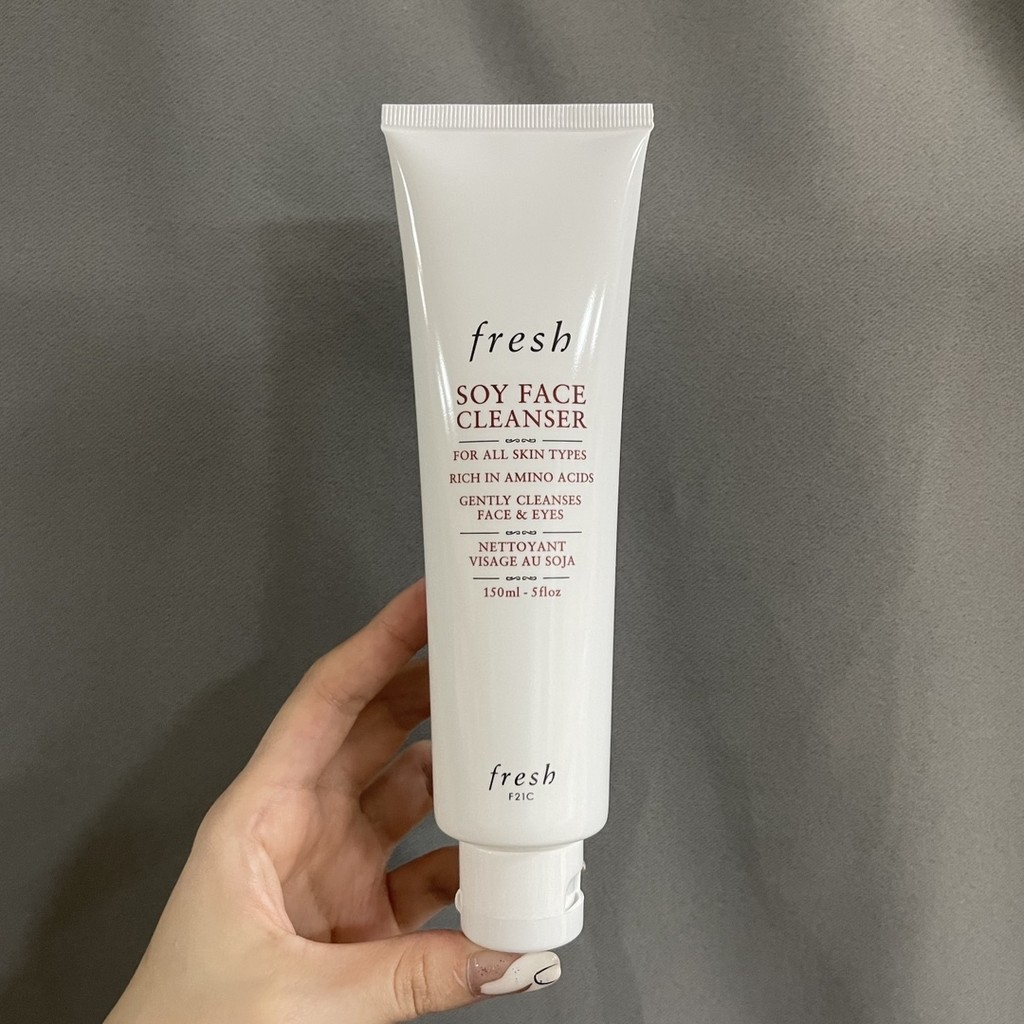 fresh
SOY FACE
CLEANSER
FOR ALL SKIN TYPES
RICH IN AMINO ACIDS
GENTLY CLEANSES
FACE & EYES
NETTOYANT
VISAGE AU SOJA
150ml - 5floz
fresh
F21C